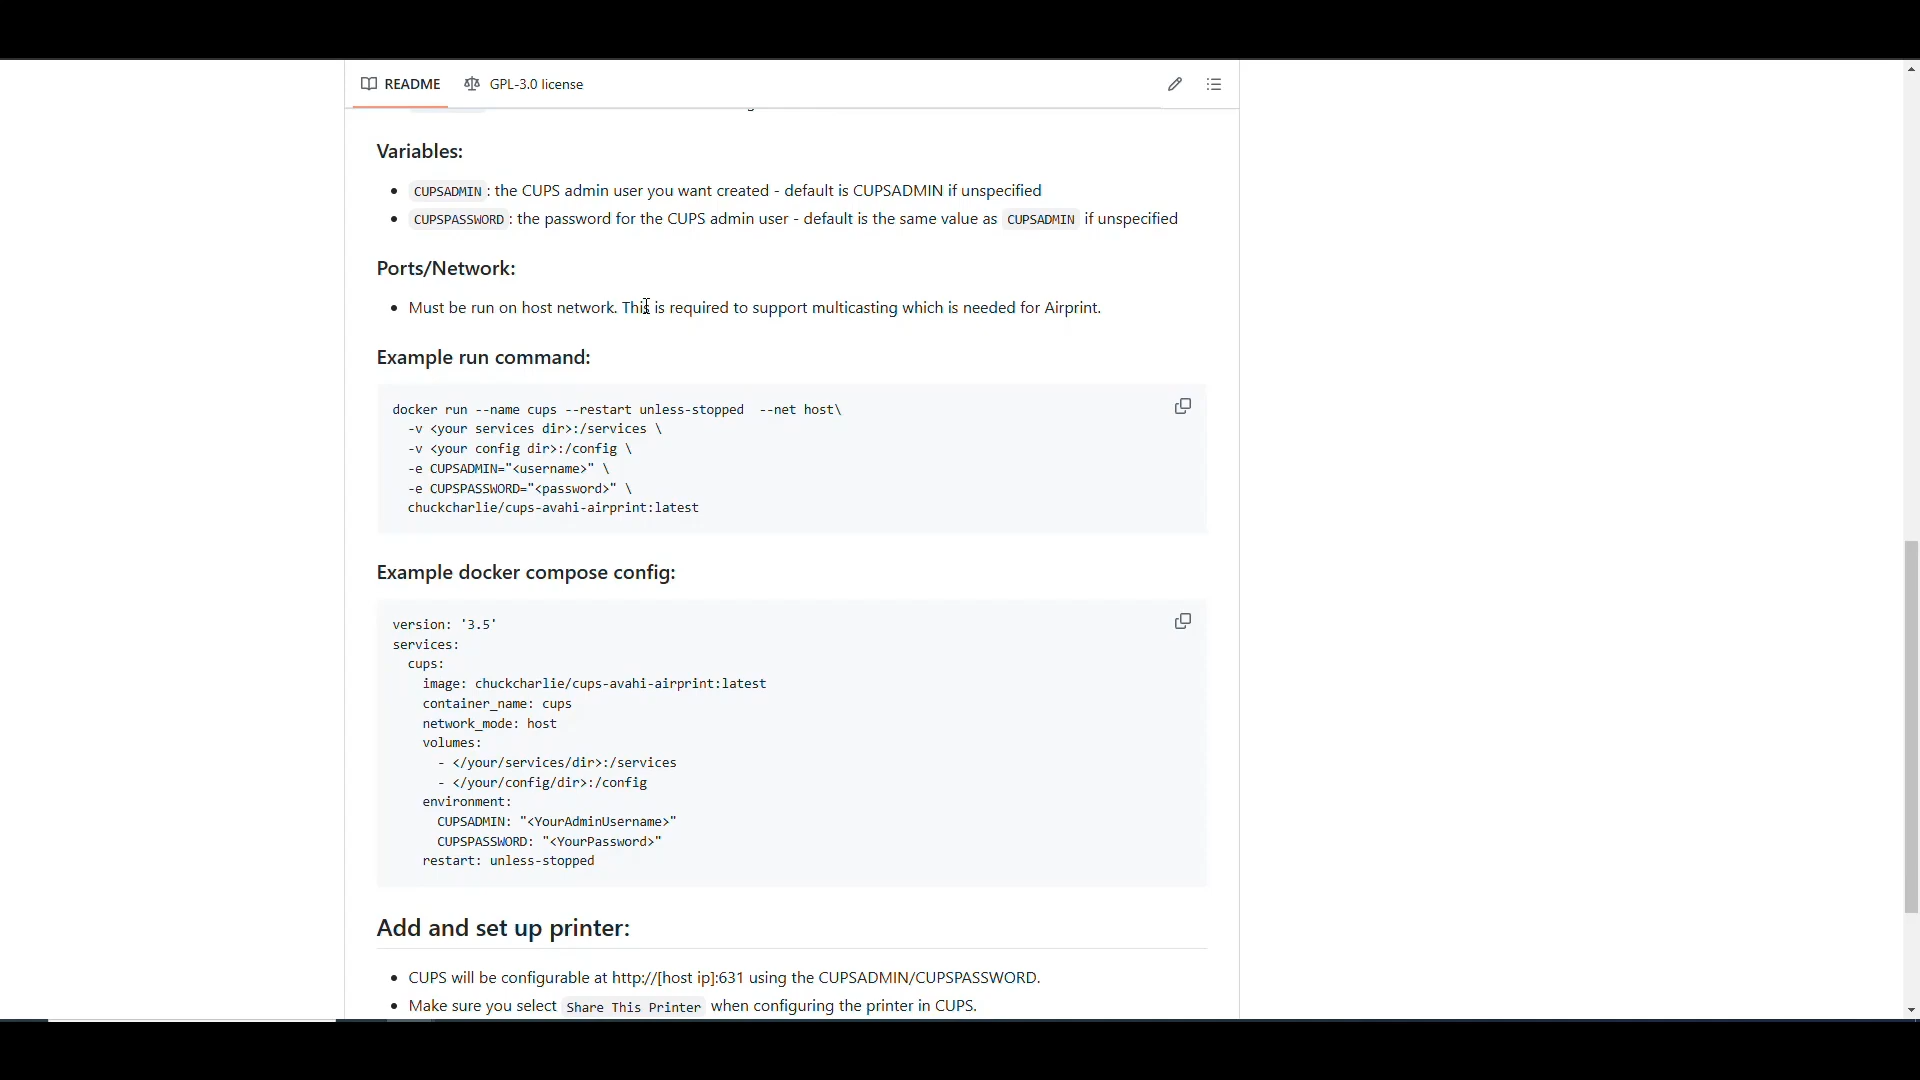 README GPL-3.0 license
Variables:
CUPSADMIN : the CUPS admin user you want created - default is CUPSADMIN if unspecified
CUPSPASSWORD : the password for the CUPS admin user - default is the same value as CUPSADMIN if unspecified
Ports/Network:
Must be run on host network. This is required to support multicasting which is needed for Airprint.
Example run command:
docker run --name cups --restart unless-stopped  --net host\
  -v <your services dir>:/services \
  -v <your config dir>:/config \
  -e CUPSADMIN="<username>" \
  -e CUPSPASSWORD="<password>" \
  chuckcharlie/cups-avahi-airprint:latest
Example docker compose config:
version: '3.5'
services:
  cups:
    image: chuckcharlie/cups-avahi-airprint:latest
    container_name: cups
    network_mode: host
    volumes:
      - </your/services/dir>:/services
      - </your/config/dir>:/config
    environment:
      CUPSADMIN: "<YourAdminUsername>"
      CUPSPASSWORD: "<YourPassword>"
    restart: unless-stopped
Add and set up printer:
CUPS will be configurable at http://[host ip]:631 using the CUPSADMIN/CUPSPASSWORD.
Make sure you select Share This Printer when configuring the printer in CUPS.